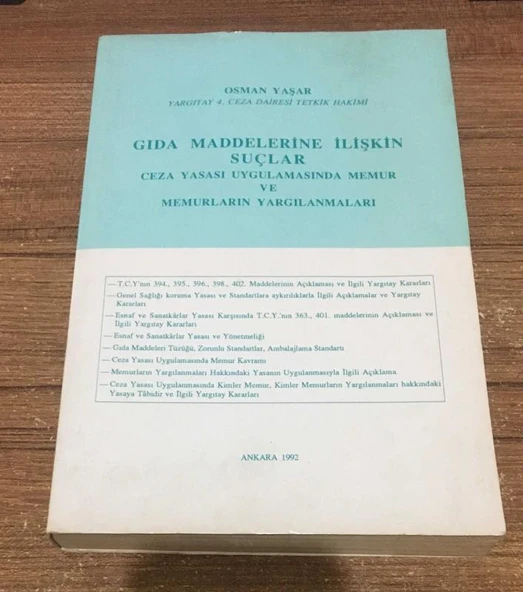 OSMAN YAŞAR
YARGITAY 4. CEZA DAİRESİ TETKİK HAKİMİ
GIDA MADDELERİNE İLİŞKİN
SUÇLAR
CEZA YASASI UYGULAMASINDA MEMUR
VE
MEMURLARIN YARGILANMALARI
—T.C.Y'nın 394., 395., 396., 398., 402. Maddelerinin Açıklaması ve İlgili Yargıtay Kararları
—Genel Sağlığı koruma Yasası ve Standartlara aykırılıklarla İlgili Açıklamalar ve Yargıtay
Kararları
—Esnaf ve Sanatkârlar Yasası Karşısında T.C.Y.'nın 363., 401. maddelerinin Açıklaması ve
İlgili Yargıtay Kararları
—Esnaf ve Sanatkârlar Yasası ve Yönetmeliği
—Gıda Maddeleri Tüzüğü, Zorunlu Standartlar, Ambalajlama Standartı
—Ceza Yasası Uygulamasında Memur Kavramı
—Memurların Yargılanmaları Hakkındaki Yasanın Uygulanmasıyla İlgili Açıklama
—Ceza Yasası Uygulanmasında Kimler Memur, Kimler Memurların Yargılanmaları hakkındaki
Yasaya Tâbidir ve İlgili Yargıtay Kararları
ANKARA 1992